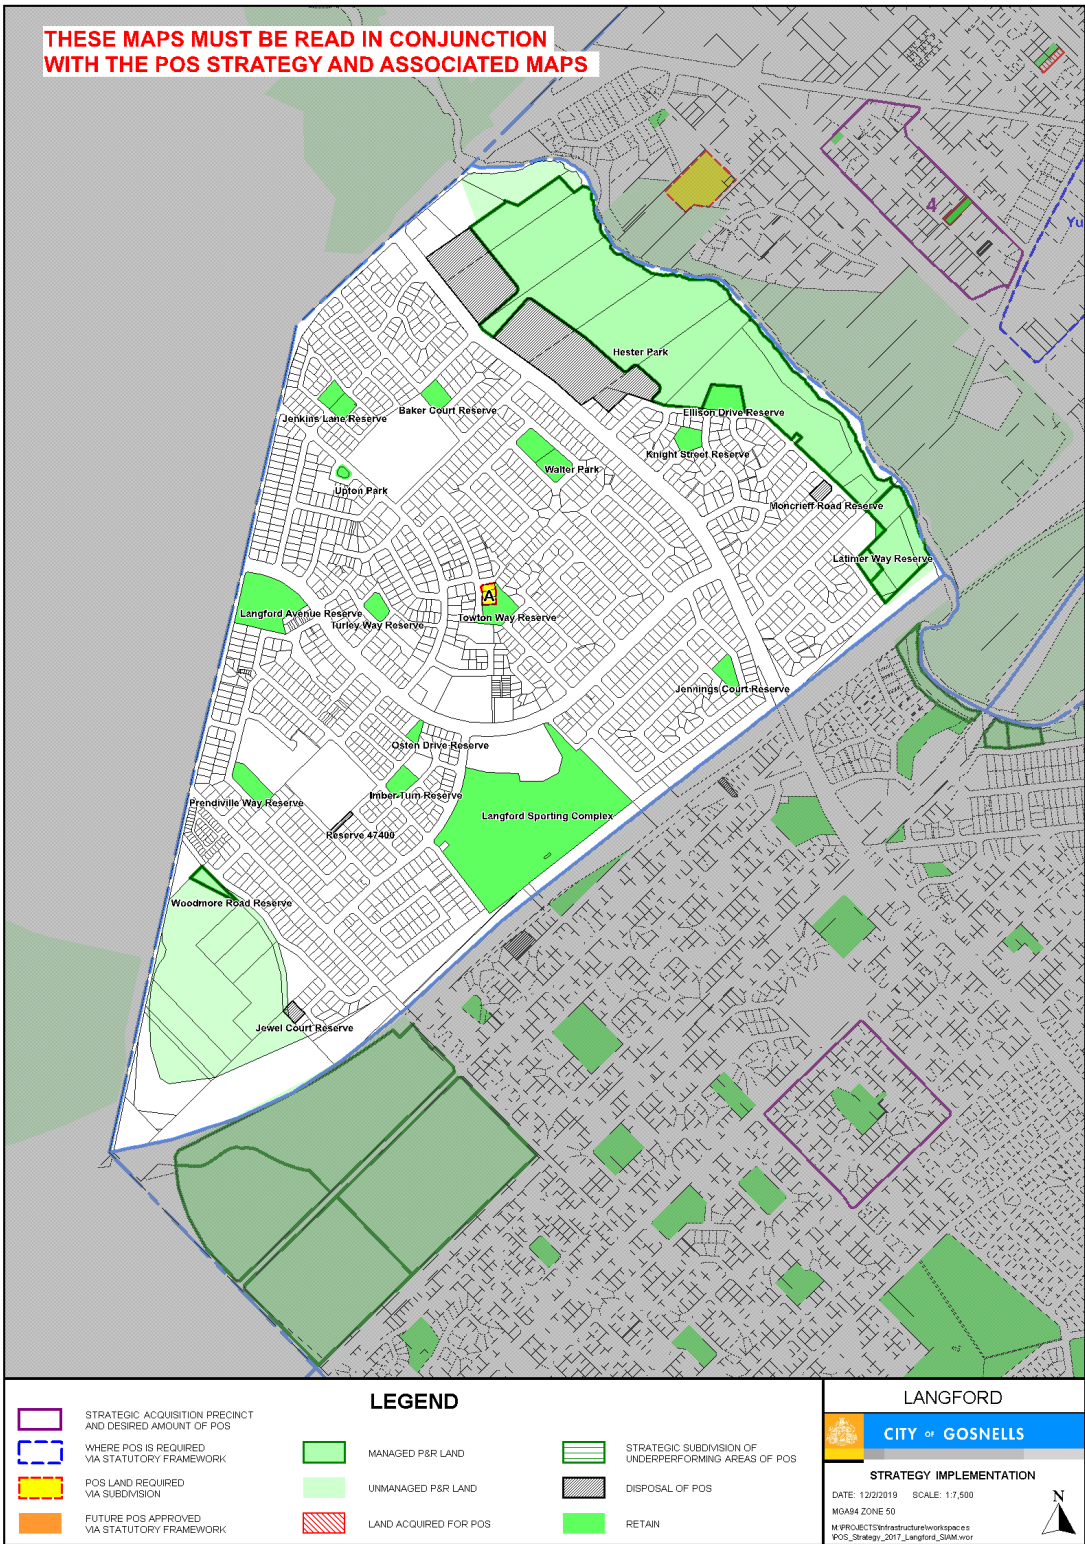 THESE MAPS MUST BE READ IN CONJUNCTION
WITH THE POS STRATEGY AND ASSOCIATED MAPS
4
Yu
Hester Park
Ellison Drive Reserve
Jenkins Lane Reserve
Baker Court Reserve
Knight Street Reserve
Walter Park
Upton Park
Moncrieff Road Reserve
Latimer Way Reserve
A
Langford Avenue Reserve
Turley Way Reserve
Towton Way Reserve
Jennings Court Reserve
Osten Drive Reserve
Imber Turn Reserve
Prendiville Way Reserve
Langford Sporting Complex
Reserve 47400
Woodmore Road Reserve
Jewel Court Reserve
LEGEND
STRATEGIC ACQUISITION PRECINCT
AND DESIRED AMOUNT OF POS
WHERE POS IS REQUIRED
VIA STATUTORY FRAMEWORK
POS LAND REQUIRED
VIA SUBDIVISION
FUTURE POS APPROVED
VIA STATUTORY FRAMEWORK
MANAGED P&R LAND
UNMANAGED P&R LAND
LAND ACQUIRED FOR POS
STRATEGIC SUBDIVISION OF
UNDERPERFORMING AREAS OF POS
DISPOSAL OF POS
RETAIN
LANGFORD
CITY OF GOSNELLS
STRATEGY IMPLEMENTATION
DATE: 12/2/2019 SCALE: 1:7,500
MGA94 ZONE 50
M:\PROJECTS\Infrastructure\workspaces
\POS_Strategy_2017_Langford_SIAM.wor
N